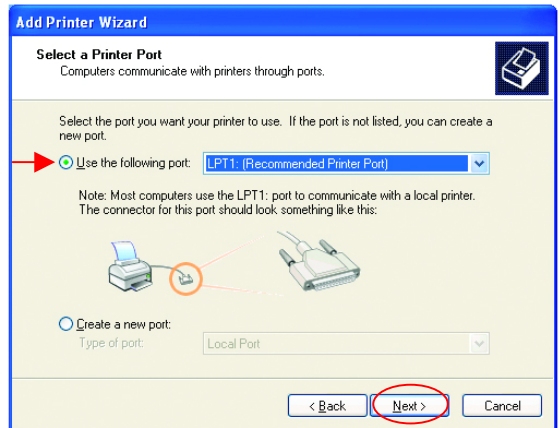 Add Printer Wizard
Select a Printer Port
Computers communicate with printers through ports.
Select the port you want your printer to use. If the port is not listed, you can create a
new port.
Use the following port:
LPT1: (Recommended Printer Port)
Note: Most computers use the LPT1: port to communicate with a local printer.
The connector for this port should look something like this:
Create a new port:
Type of port:
Local Port
< Back
Next >
Cancel